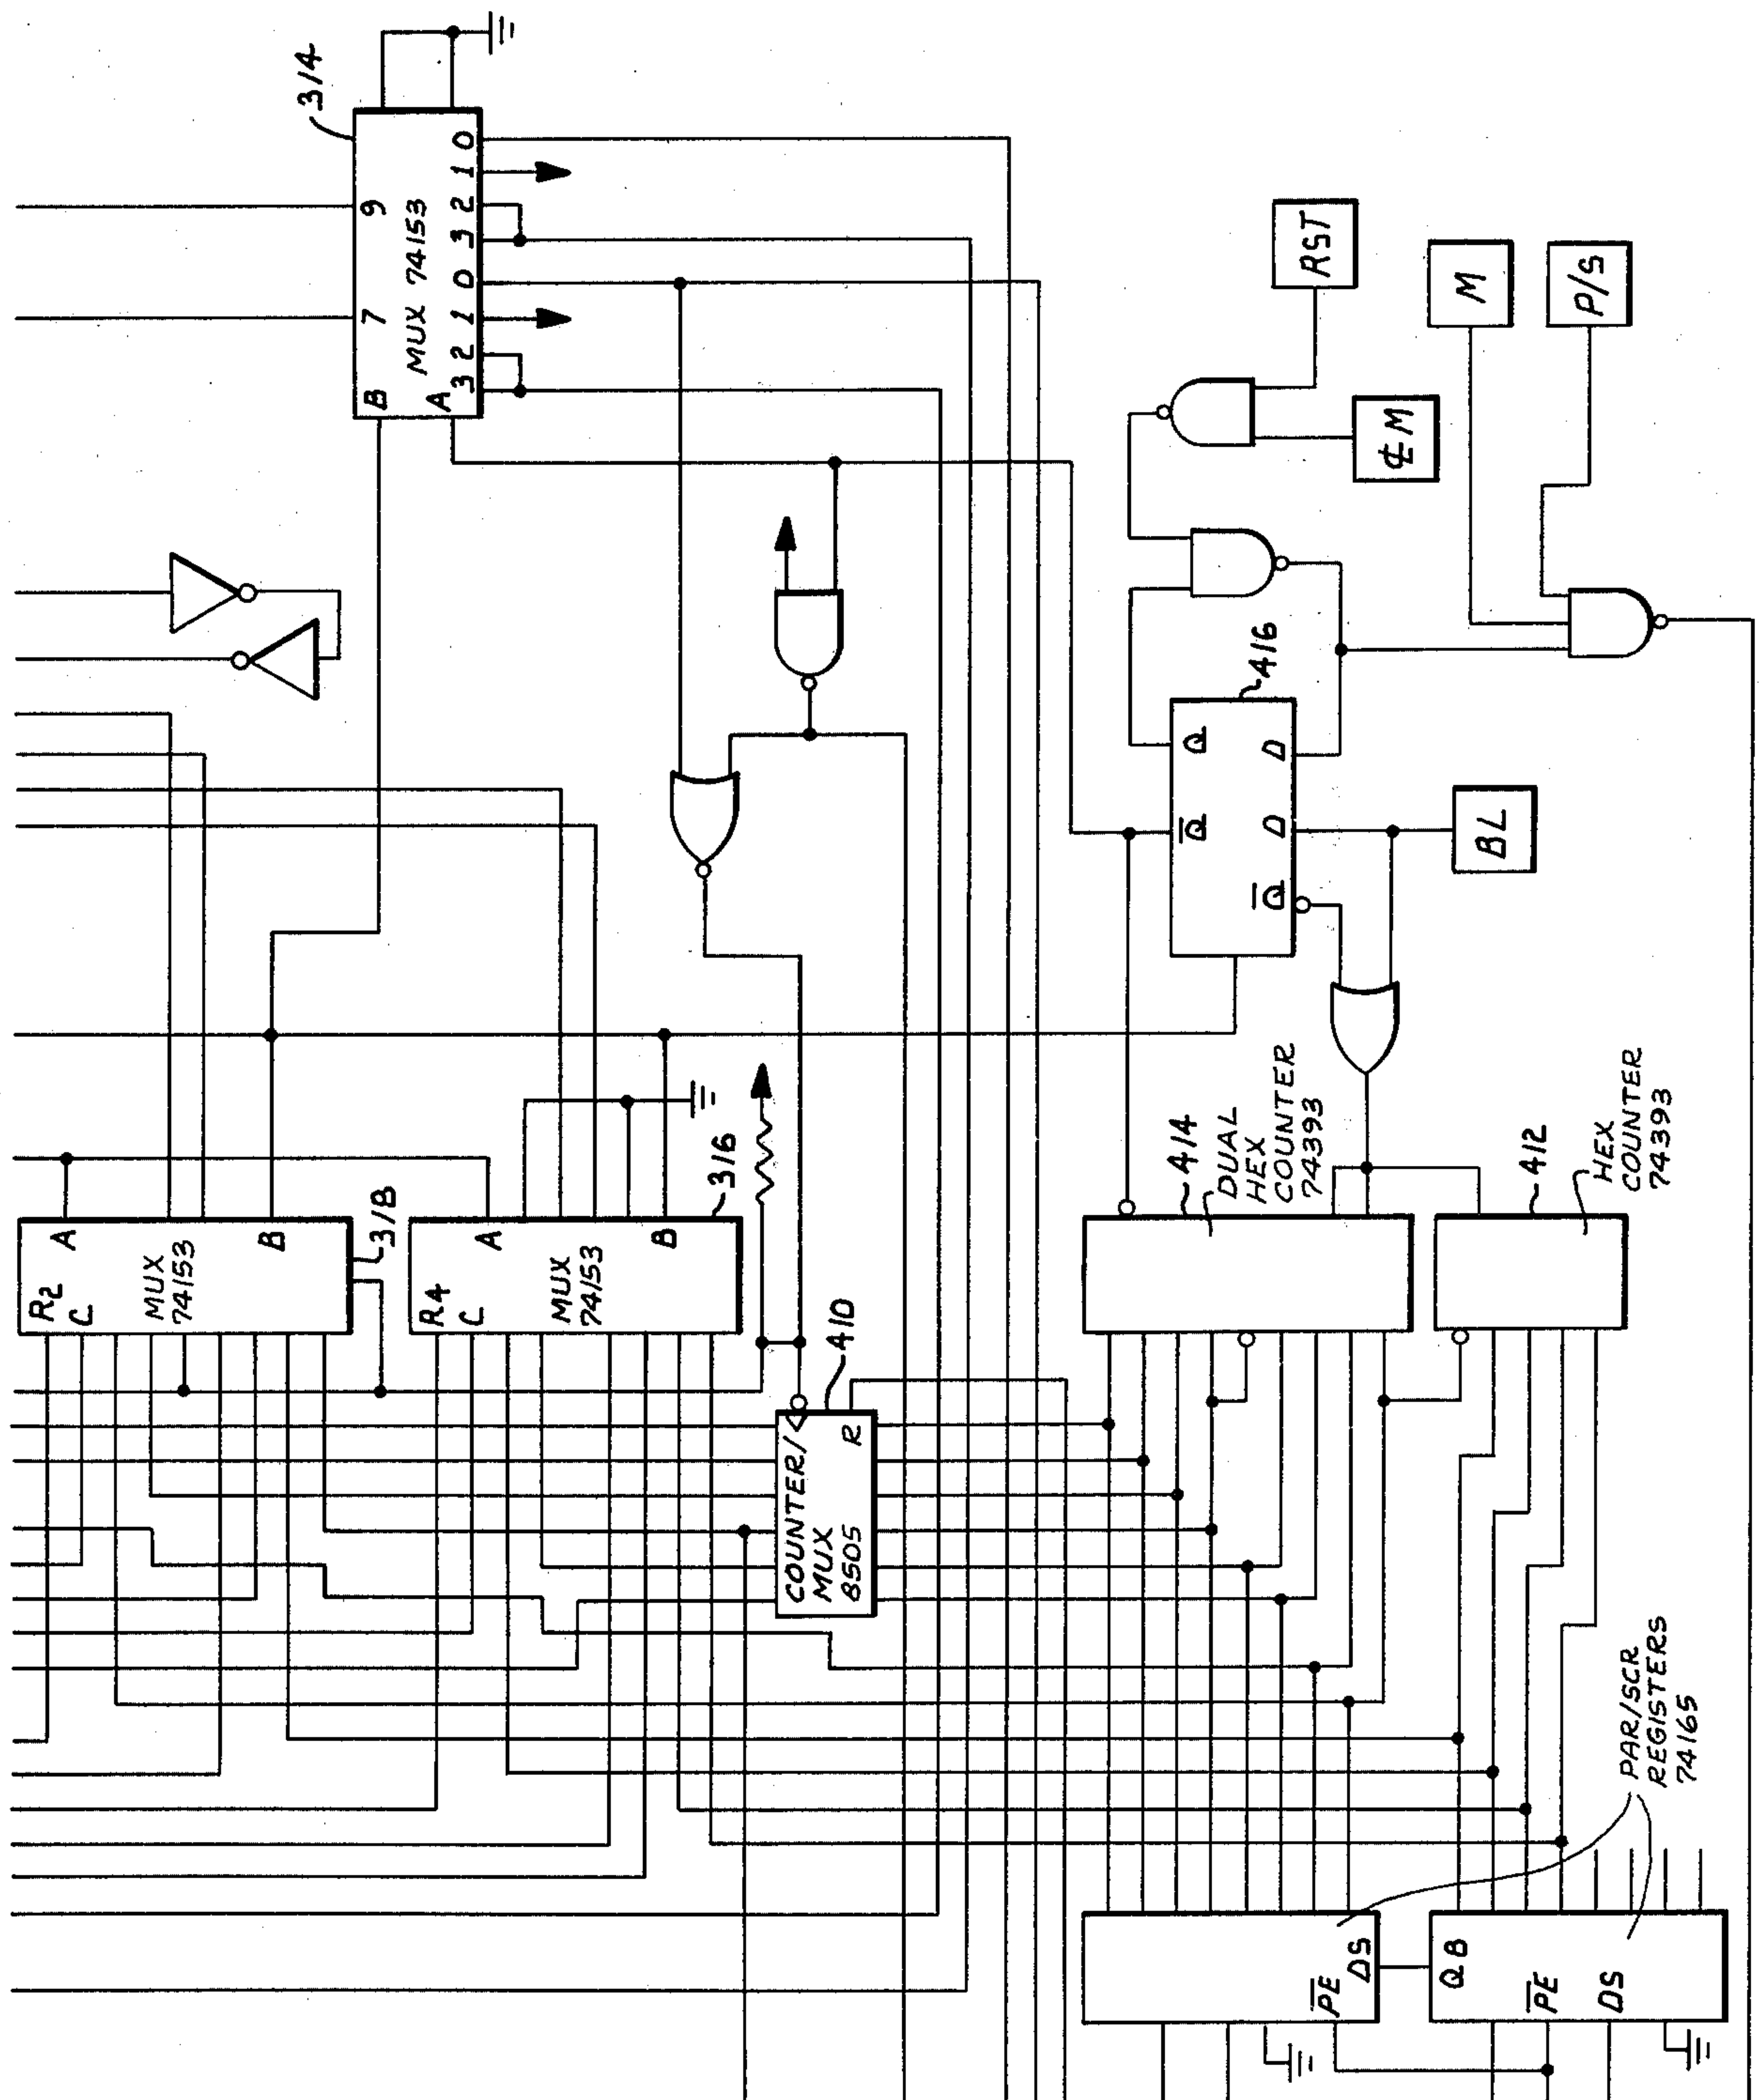 314
9
7
B
MUX 74153
A
0
1
2
3
0
1
2
3
RST
M
P/S
₵M
416
Q
D
Q̅
D
Q̅
BL
R2
A
C
MUX
74153
B
318
R4
A
C
MUX
74153
B
316
410
COUNTER/
MUX
8505
R
414
DUAL
HEX
COUNTER
74393
412
HEX
COUNTER
74393
PAR/SCR
REGISTERS
74165
P̅E̅
DS
QB
P̅E̅
DS